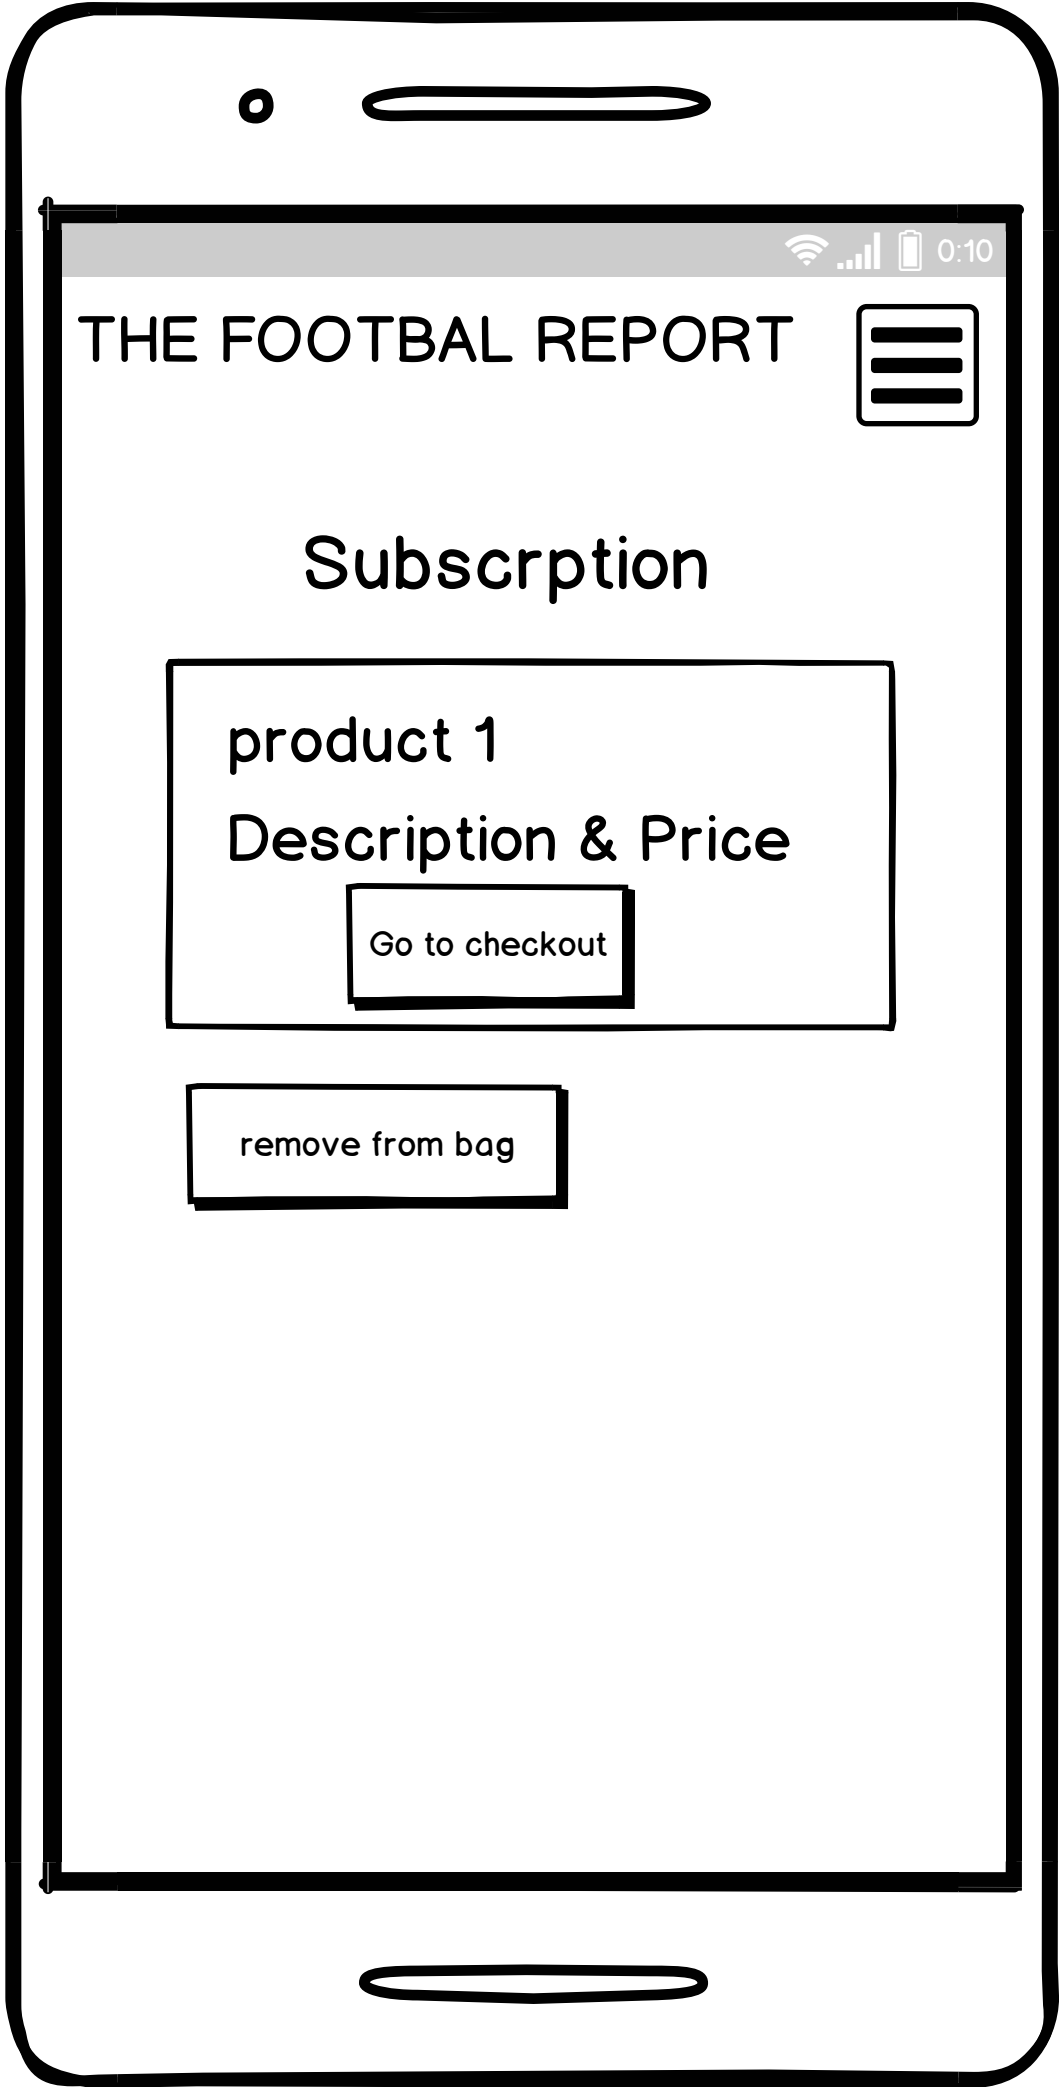 0:10
THE FOOTBAL REPORT
Subscrption
product 1
Description & Price
Go to checkout
remove from bag